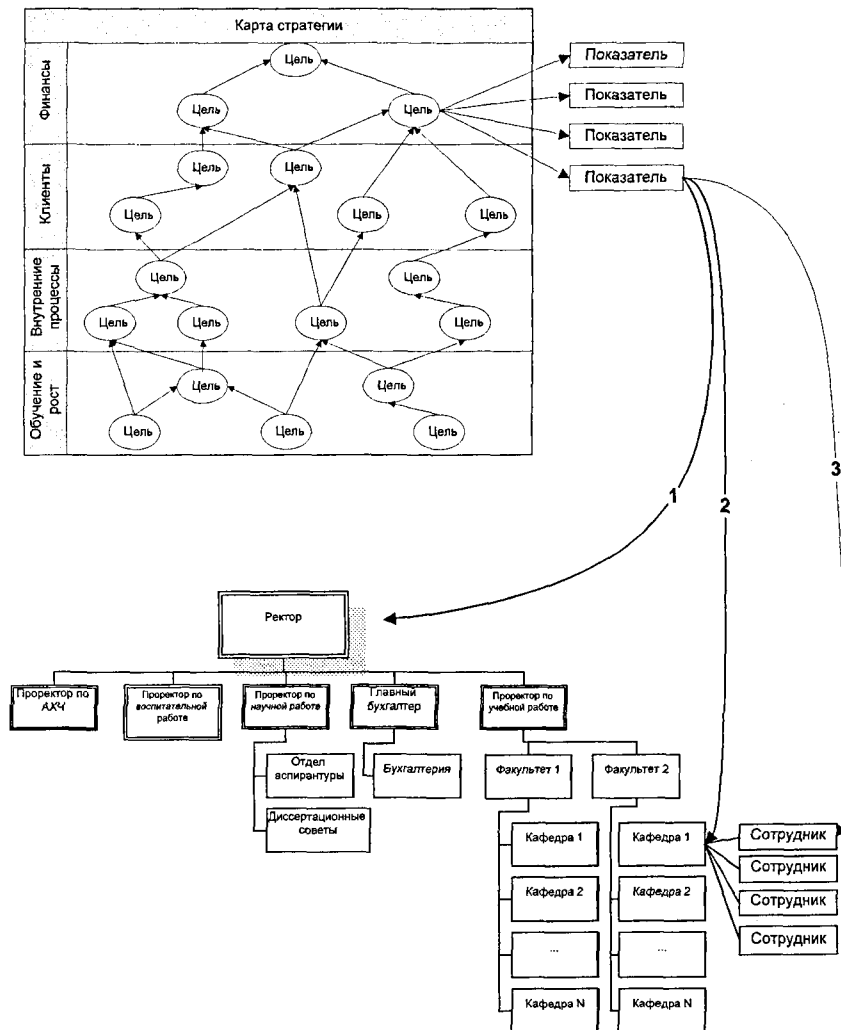 Карта стратегии
Финансы
Цель
Цель
Цель
Показатель
Показатель
Показатель
Показатель
Клиенты
Цель
Цель
Цель
Цель
Цель
Внутренние
процессы
Цель
Цель
Цель
Цель
Цель
Цель
Обучение и
рост
Цель
Цель
Цель
Цель
Цель
1
2
3
Ректор
Проректор по
АХЧ
Проректор по
воспитательной
работе
Проректор по
научной работе
Главный
бухгалтер
Проректор по
учебной работе
Отдел
аспирантуры
Диссертационные
советы
Бухгалтерия
Факультет 1
Факультет 2
Кафедра 1
Кафедра 2
...
Кафедра N
Кафедра 1
Кафедра 2
...
Кафедра N
Сотрудник
Сотрудник
Сотрудник
Сотрудник